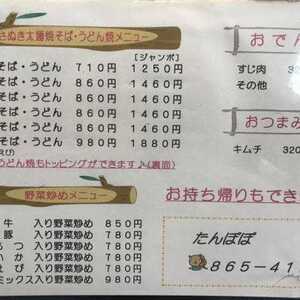 さぬき太麺焼そば・うどん焼メニュー
[ジャンボ]
そば・うどん 710円 1250円
そば・うどん 860円 1460円
そば・うどん 860円 1460円
そば・うどん 860円 1460円
そば・うどん 860円 1460円
そば・うどん 980円 1880円
うどん焼もトッピングができます♪(裏面)
野菜炒めメニュー
牛 入り野菜炒め 850円
豚 入り野菜炒め 780円
あつ 入り野菜炒め 780円
いか 入り野菜炒め 780円
えび 入り野菜炒め 780円
ミックス入り野菜炒め 980円
おでん
すじ肉
その他
おつまみ
キムチ 320
お持ち帰りもでき
たんぽぽ
865-41